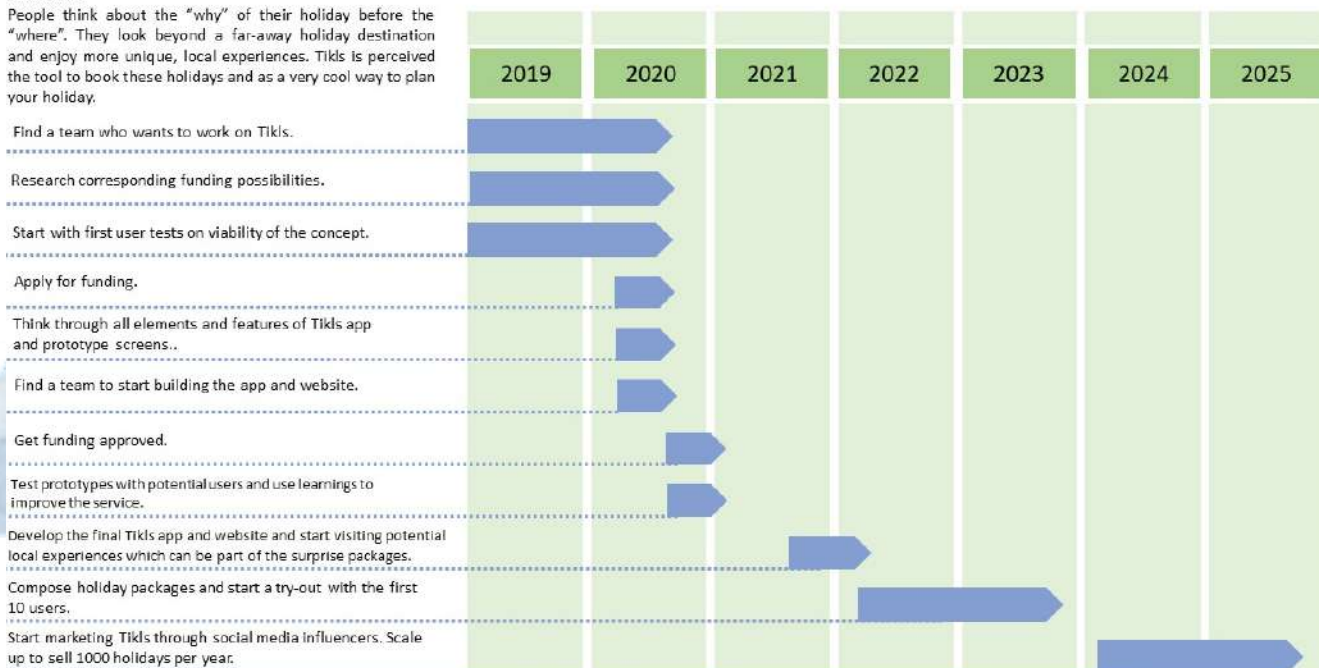 People think about the “why” of their holiday before the
“where”. They look beyond a far-away holiday destination
and enjoy more unique, local experiences. Tikls is perceived
the tool to book these holidays and as a very cool way to plan
your holiday.
2019 2020 2021 2022 2023 2024 2025
Find a team who wants to work on Tikls.
Research corresponding funding possibilities.
Start with first user tests on viability of the concept.
Apply for funding.
Think through all elements and features of Tikls app
and prototype screens..
Find a team to start building the app and website.
Get funding approved.
Test prototypes with potential users and use learnings to
improve the service.
Develop the final Tikls app and website and start visiting potential
local experiences which can be part of the surprise packages.
Compose holiday packages and start a try-out with the first
10 users.
Start marketing Tikls through social media influencers. Scale
up to sell 1000 holidays per year.